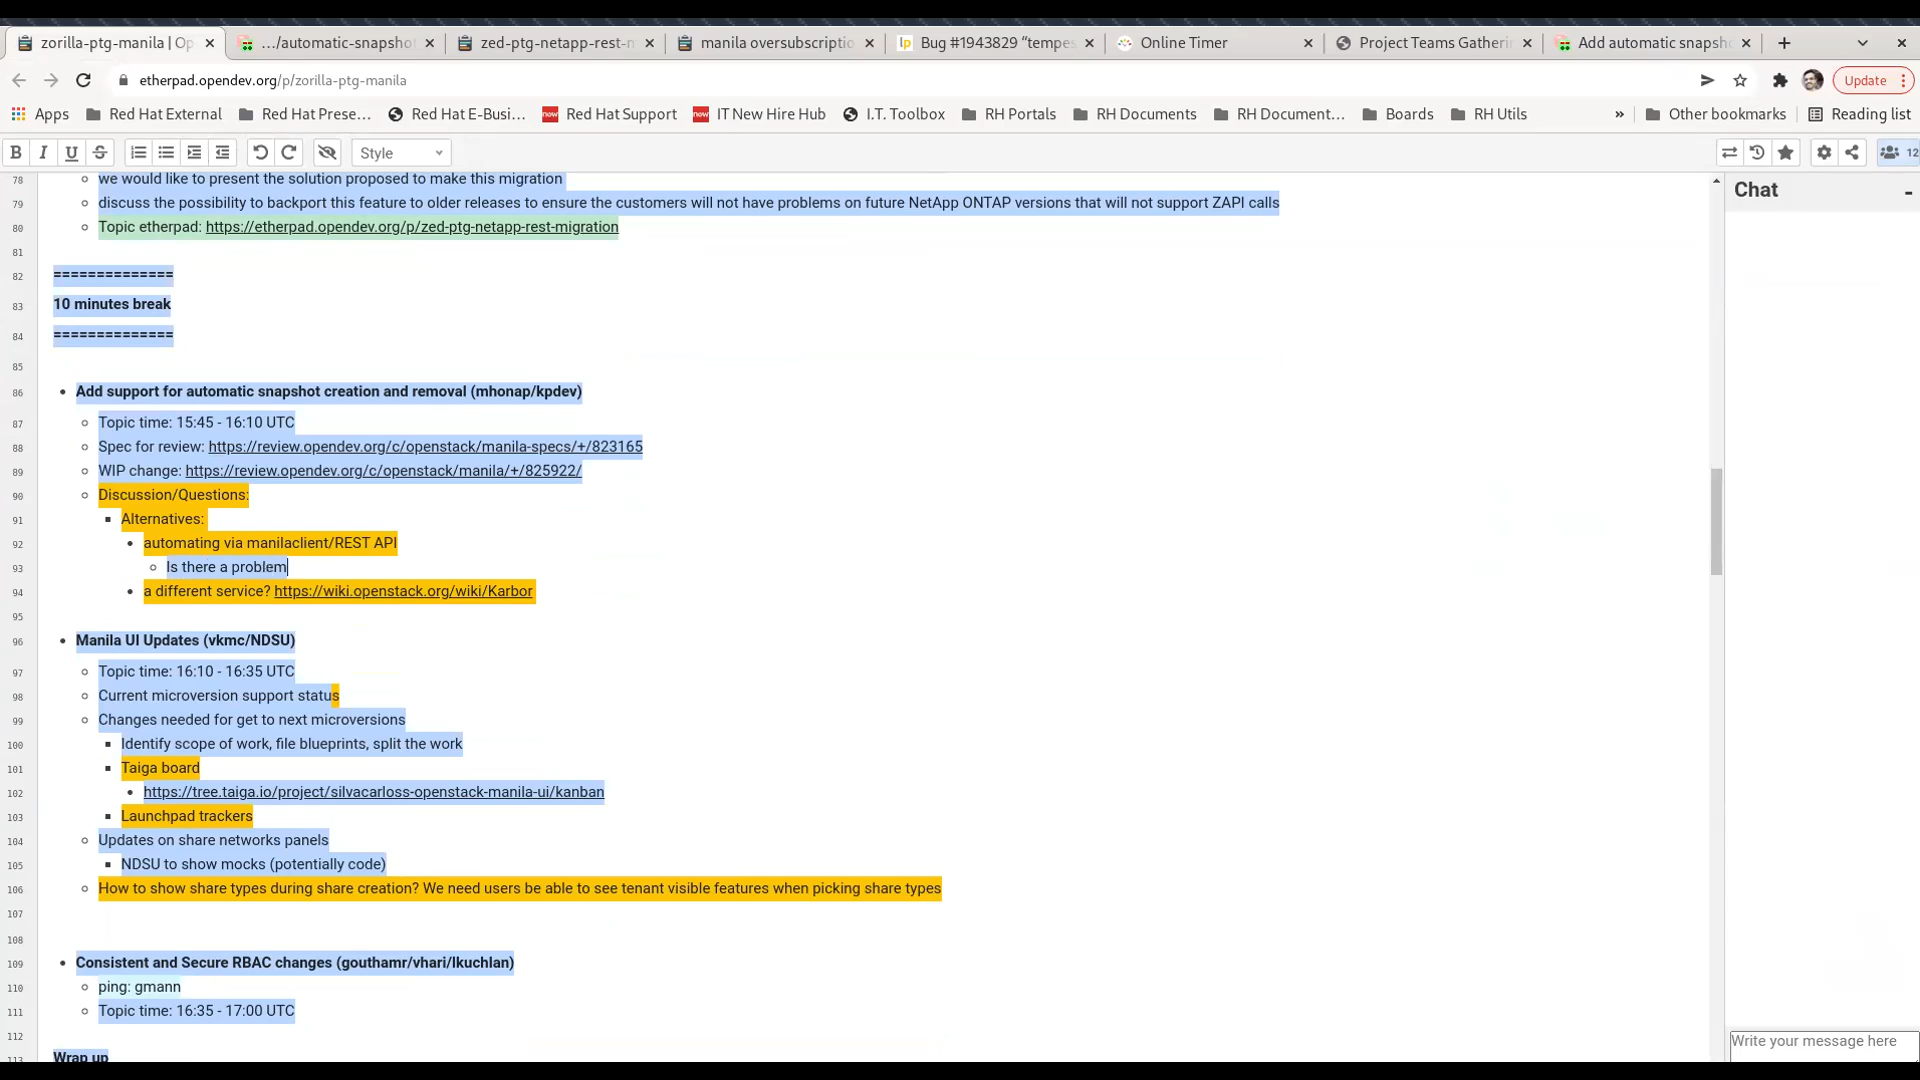 zorilla-ptg-manila | Op
.../automatic-snapshot
zed-ptg-netapp-rest-m
manila oversubscriptio
Bug #1943829 “tempes
Online Timer
Project Teams Gatherin
Add automatic snapsh
etherpad.opendev.org/p/zorilla-ptg-manila
Update
Apps
Red Hat External
Red Hat Prese…
Red Hat E-Busi…
Red Hat Support
IT New Hire Hub
I.T. Toolbox
RH Portals
RH Documents
RH Document…
Boards
RH Utils
»
Other bookmarks
Reading list
B I U S
Style
12
78 we would like to present the solution proposed to make this migration
79 discuss the possibility to backport this feature to older releases to ensure the customers will not have problems on future NetApp ONTAP versions that will not support ZAPI calls
80 Topic etherpad: https://etherpad.opendev.org/p/zed-ptg-netapp-rest-migration
81
82 ==============
83 10 minutes break
84 ==============
85
86 Add support for automatic snapshot creation and removal (mhonap/kpdev)
87 Topic time: 15:45 - 16:10 UTC
88 Spec for review: https://review.opendev.org/c/openstack/manila-specs/+/823165
89 WIP change: https://review.opendev.org/c/openstack/manila/+/825922/
90 Discussion/Questions:
91 Alternatives:
92 automating via manilaclient/REST API
93 Is there a problem
94 a different service? https://wiki.openstack.org/wiki/Karbor
95
96 Manila UI Updates (vkmc/NDSU)
97 Topic time: 16:10 - 16:35 UTC
98 Current microversion support status
99 Changes needed for get to next microversions
100 Identify scope of work, file blueprints, split the work
101 Taiga board
102 https://tree.taiga.io/project/silvacarloss-openstack-manila-ui/kanban
103 Launchpad trackers
104 Updates on share networks panels
105 NDSU to show mocks (potentially code)
106 How to show share types during share creation? We need users be able to see tenant visible features when picking share types
107
108
109 Consistent and Secure RBAC changes (gouthamr/vhari/lkuchlan)
110 ping: gmann
111 Topic time: 16:35 - 17:00 UTC
112
113 Wrap up
Chat
Write your message here